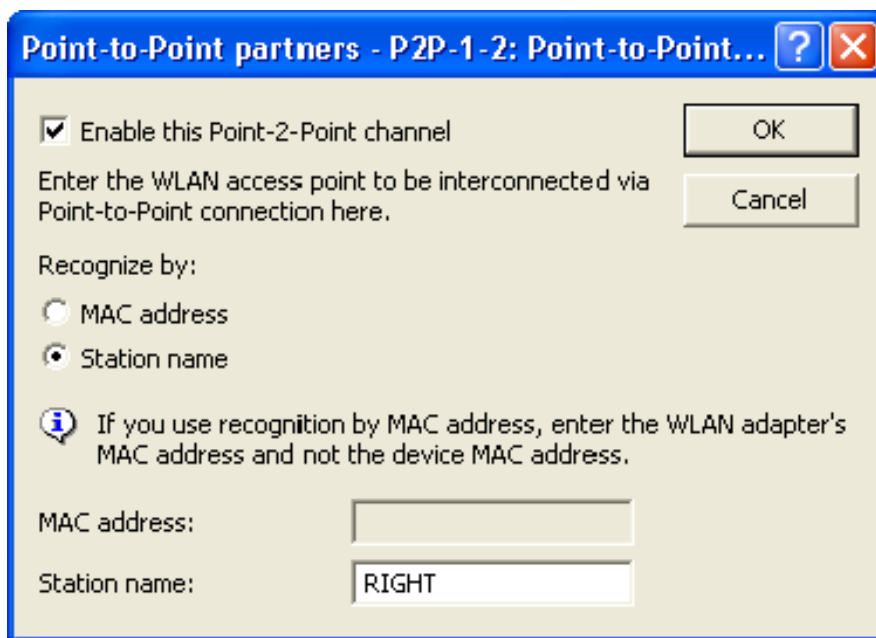 Point-to-Point partners - P2P-1-2: Point-to-Point...
Enable this Point-2-Point channel
OK
Enter the WLAN access point to be interconnected via
Point-to-Point connection here.
Cancel
Recognize by:
MAC address
Station name
If you use recognition by MAC address, enter the WLAN adapter's
MAC address and not the device MAC address.
MAC address:
Station name: RIGHT